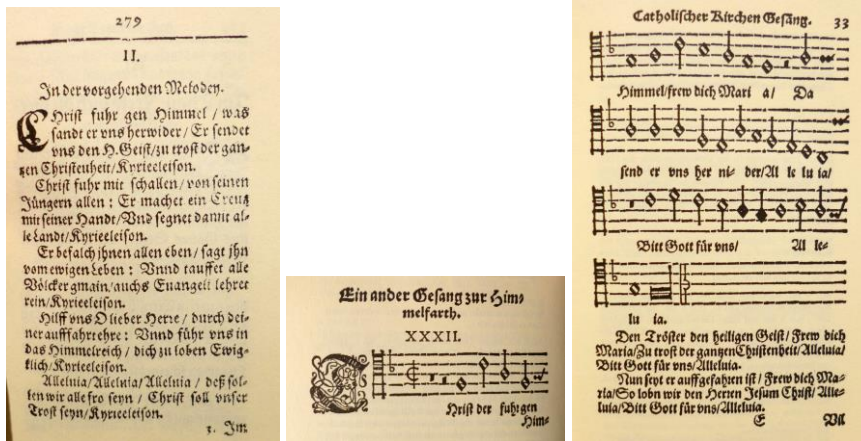 279
II.
In der vorgehenden Melodey.
CHrist fuhr gen Himmel / was
sandt er vns herwider / Er sendet
vns den H. Geist / zu trost der gan-
tzen Christenheit / Kyrieeleison.
Christ fuhr mit schallen / von seinen
Jüngern allen : Er machet ein Creutz
mit seiner Handt / Vnd segnet damit al-
le Landt / Kyrieeleison.
Er befalch jhnen allen eben / sagt jhn
vom ewigen Leben : Vnnd tauffet alle
Völcker gmain / auchs Euangeli lehret
rein / Kyrieeleison.
Hilff vns O lieber Herre / durch dei-
ner auffahrt ehre : Vnnd führ vns in
das Himmelreich / dich zu loben Ewig-
klich / Kyrieeleison.
Alleluia / Alleluia / Alleluia / deß sol-
len wir alle fro seyn / Christ soll vnser
Trost seyn / Kyrieeleison.
3. Im
Ein ander Gesang zur Him-
melfarth.
XXXII.
CHrist der fuhr gen
Him-
Catholischer Kirchen Gesäng. 33
Himmel / frew dich Mari a / Da
send er vns her ni- der / Al le lu ia /
Bitt Gott für vns / Al le-
lu ia.
Den Tröster den heiligen Geist / Frew dich
Maria / Zu trost der gantzen Christenheit / Alleluia /
Bitt Gott für vns / Alleluia.
Nun seyt er auffgefahren ist / Frew dich Ma-
ria / So lobn wir den Herren Jesum Christ / Alle-
luia / Bitt Gott für vns / Alleluia.
E